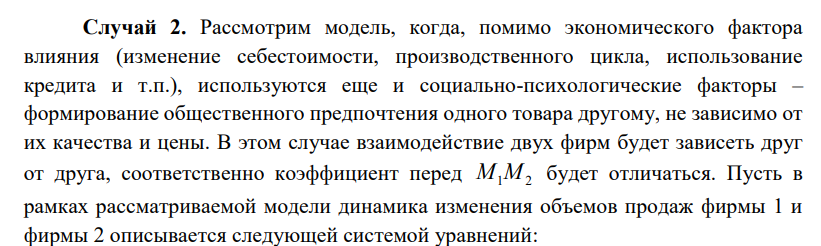 Случай 2. Рассмотрим модель, когда, помимо экономического фактора
влияния (изменение себестоимости, производственного цикла, использование
кредита и т.п.), используются еще и социально-психологические факторы –
формирование общественного предпочтения одного товара другому, не зависимо от
их качества и цены. В этом случае взаимодействие двух фирм будет зависеть друг
от друга, соответственно коэффициент перед M₁M₂ будет отличаться. Пусть в
рамках рассматриваемой модели динамика изменения объемов продаж фирмы 1 и
фирмы 2 описывается следующей системой уравнений: